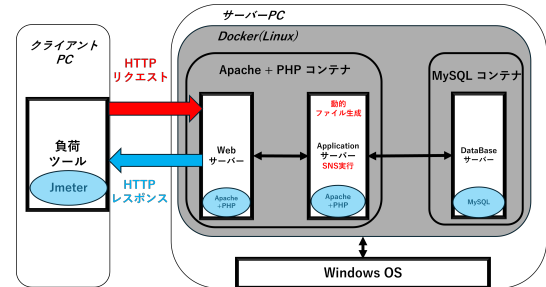 クライアント
PC
負荷
ツール
Jmeter
HTTP
リクエスト
HTTP
レスポンス
サーバーPC
Docker(Linux)
Apache + PHP コンテナ
Web
サーバー
Apache
+PHP
動的
ファイル生成
Application
サーバー
SNS実行
Apache
+PHP
MySQL コンテナ
DataBase
サーバー
MySQL
Windows OS